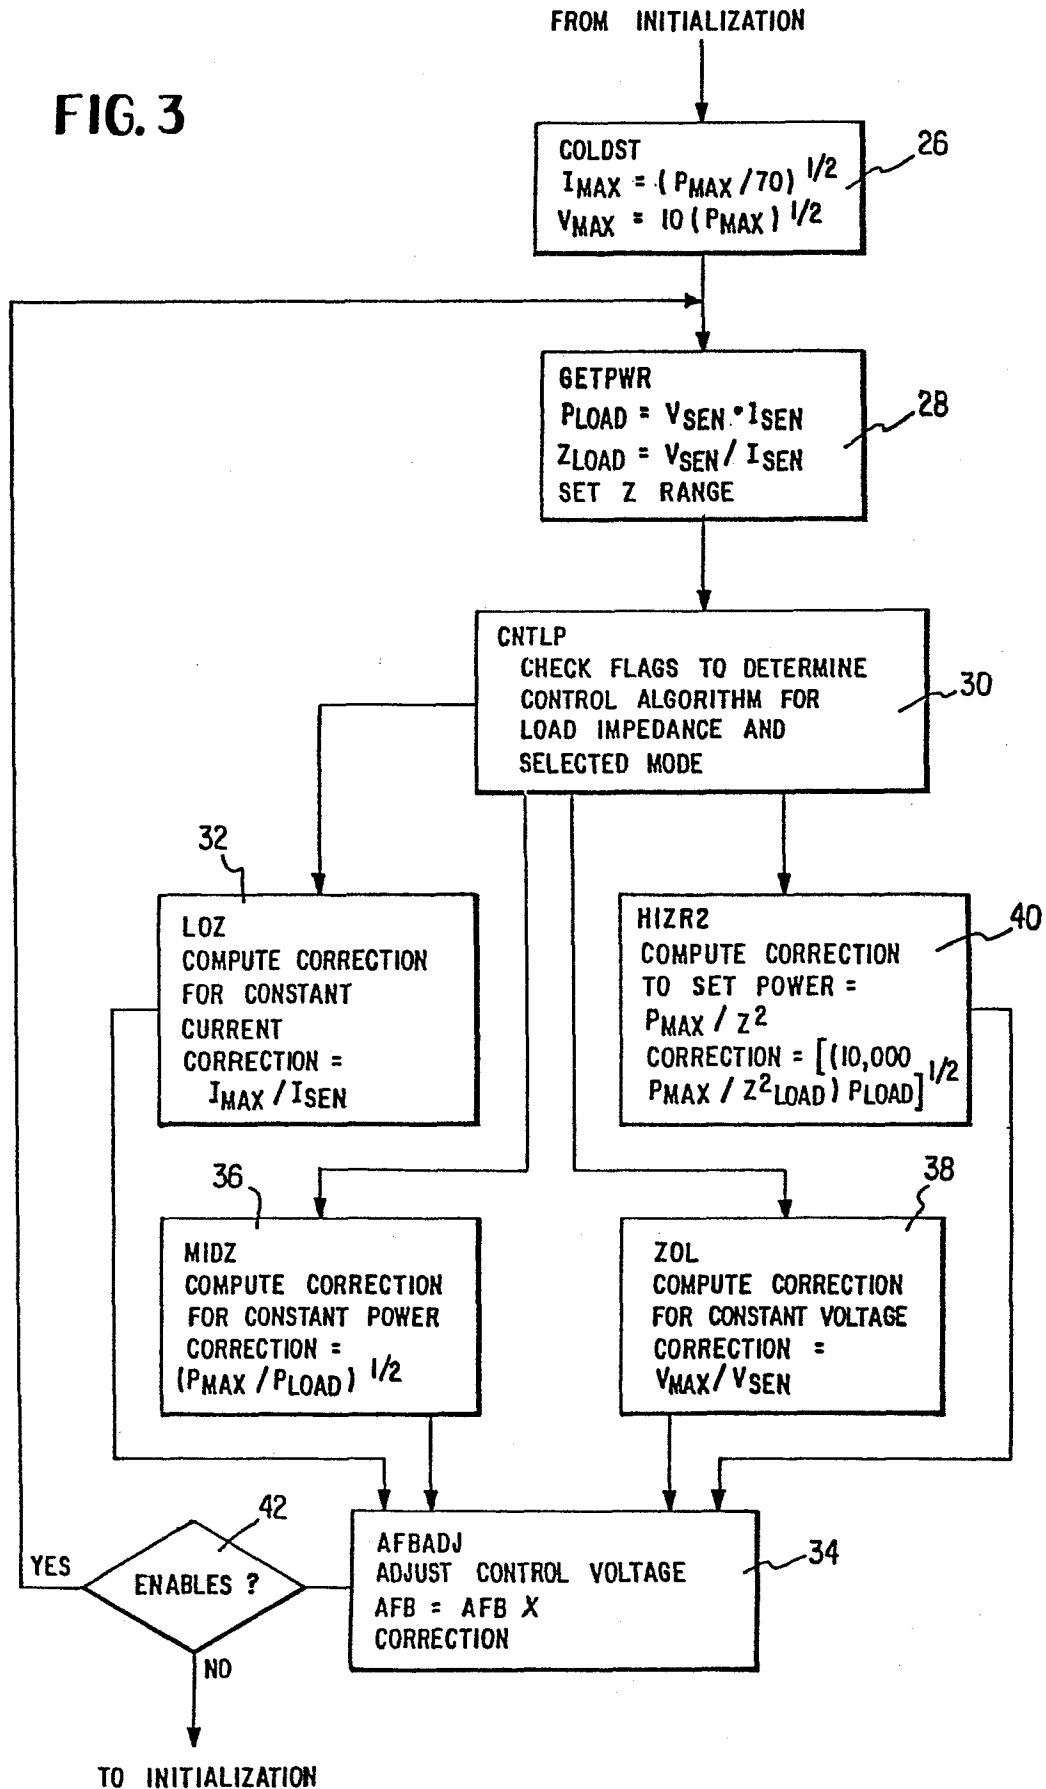 FROM INITIALIZATION
FIG. 3
26
COLDST
IMAX = (PMAX/70) 1/2
VMAX = 10 (PMAX) 1/2
28
GETPWR
PLOAD = VSEN • ISEN
ZLOAD = VSEN / ISEN
SET Z RANGE
30
CNTLP
CHECK FLAGS TO DETERMINE
CONTROL ALGORITHM FOR
LOAD IMPEDANCE AND
SELECTED MODE
32
LOZ
COMPUTE CORRECTION
FOR CONSTANT
CURRENT
CORRECTION =
IMAX / ISEN
40
HIZR2
COMPUTE CORRECTION
TO SET POWER =
PMAX / Z2
CORRECTION = [(10,000
PMAX / Z2LOAD) PLOAD] 1/2
36
MIDZ
COMPUTE CORRECTION
FOR CONSTANT POWER
CORRECTION =
(PMAX / PLOAD) 1/2
38
ZOL
COMPUTE CORRECTION
FOR CONSTANT VOLTAGE
CORRECTION =
VMAX / VSEN
42
YES
ENABLES ?
NO
34
AFBADJ
ADJUST CONTROL VOLTAGE
AFB = AFB X
CORRECTION
TO INITIALIZATION